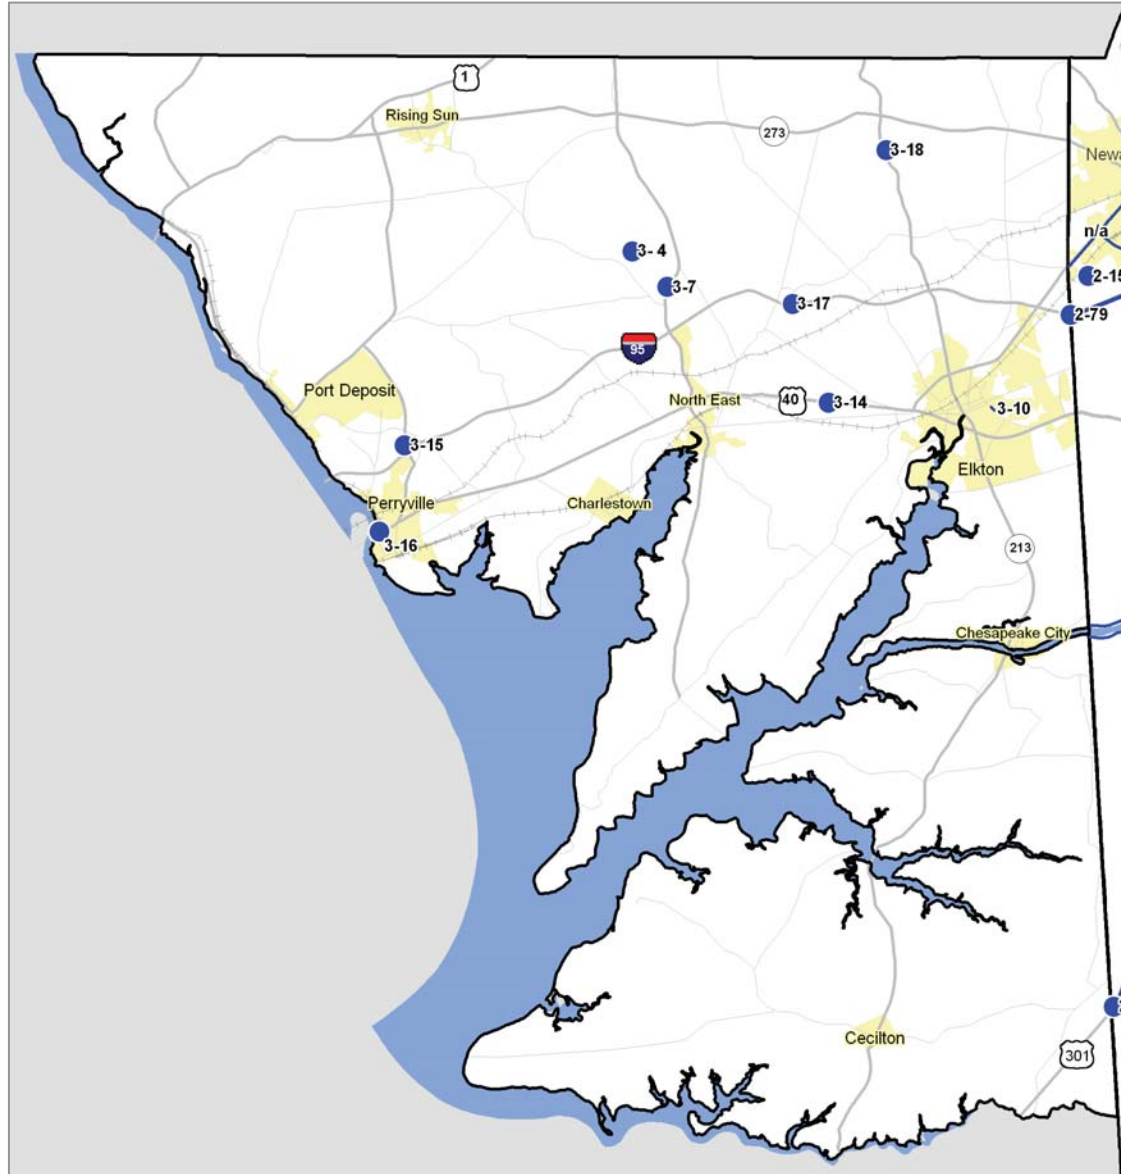 1
Rising Sun
273
3-18
Newa
n/a
3- 4
2-15
3-7
3-17
2-79
95
Port Deposit
North East
40
3-14
3-10
3-15
Elkton
Perryville
Charlestown
3-16
213
Chesapeake City
Cecilton
301